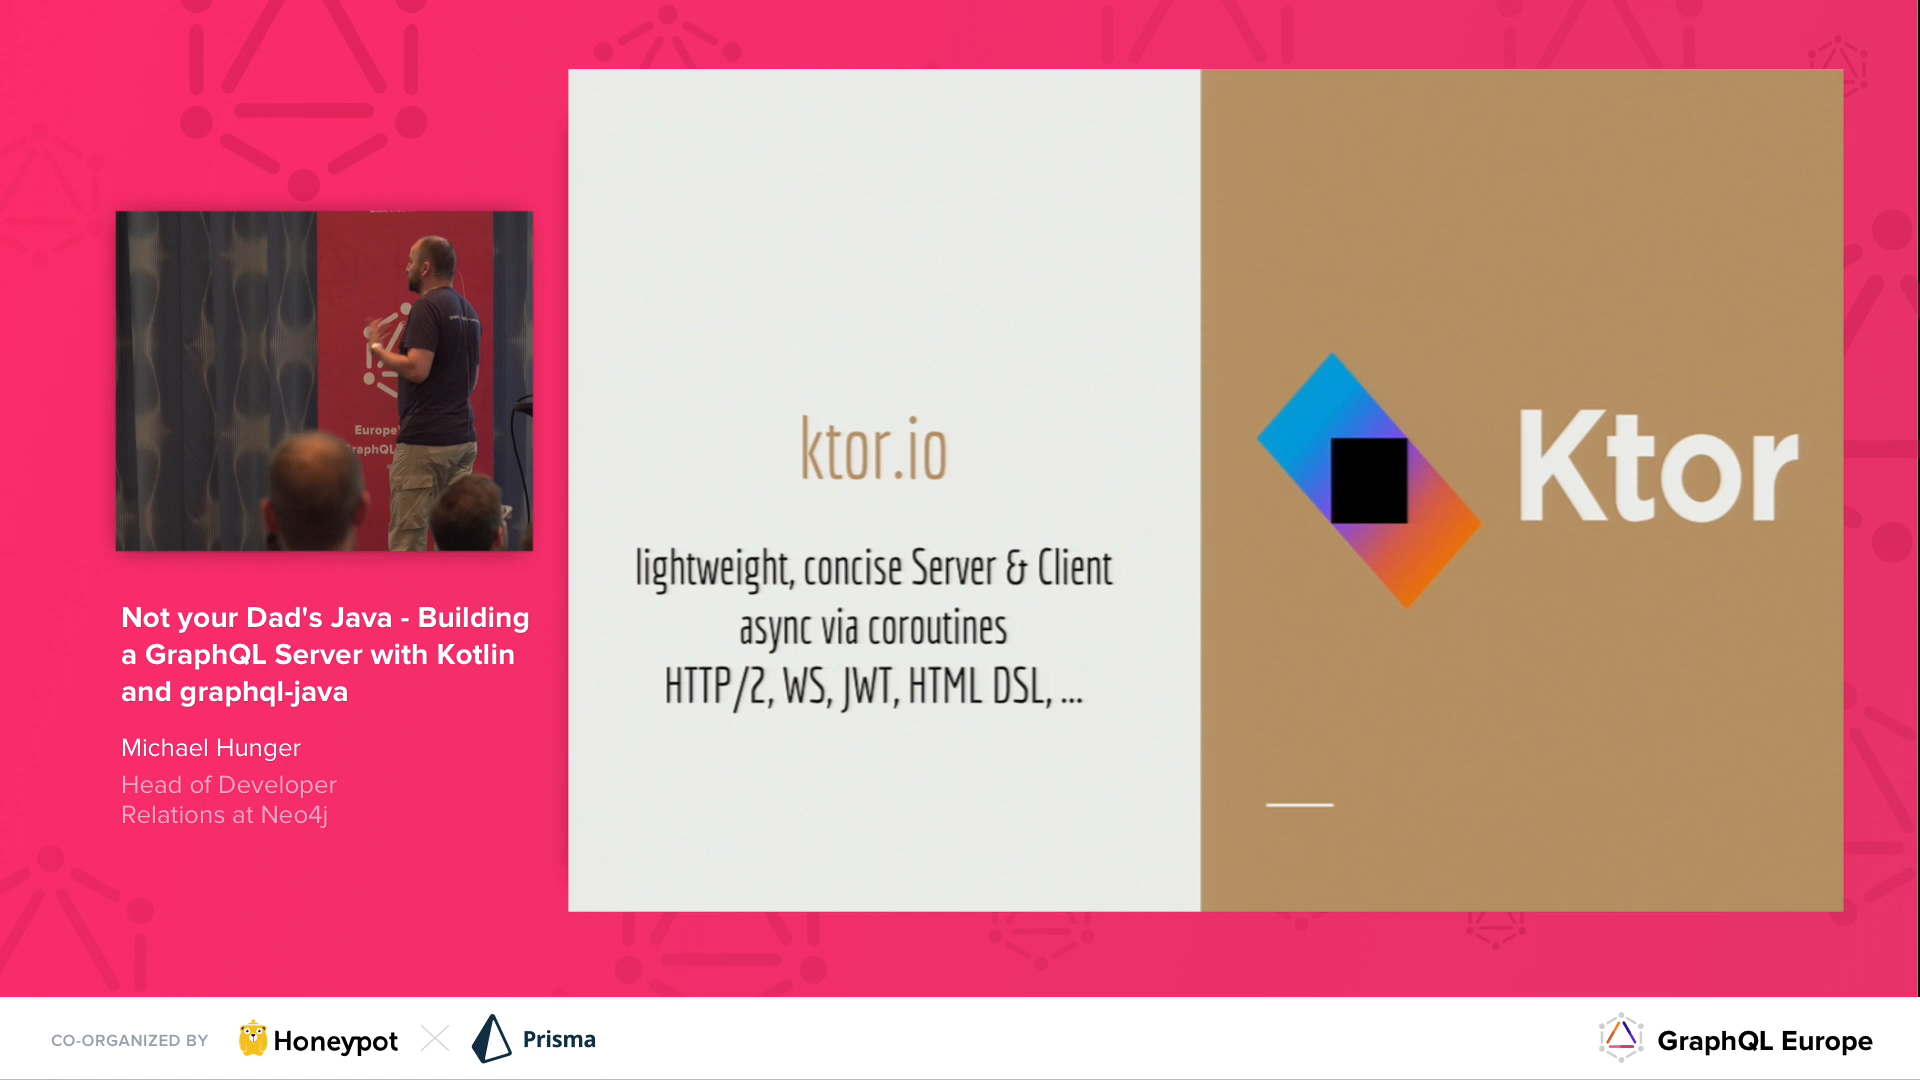 ktor.io
lightweight, concise Server & Client
async via coroutines
HTTP/2, WS, JWT, HTML DSL, ...
Ktor
Not your Dad's Java - Building
a GraphQL Server with Kotlin
and graphql-java
Michael Hunger
Head of Developer
Relations at Neo4j
CO-ORGANIZED BY
Honeypot
Prisma
GraphQL Europe